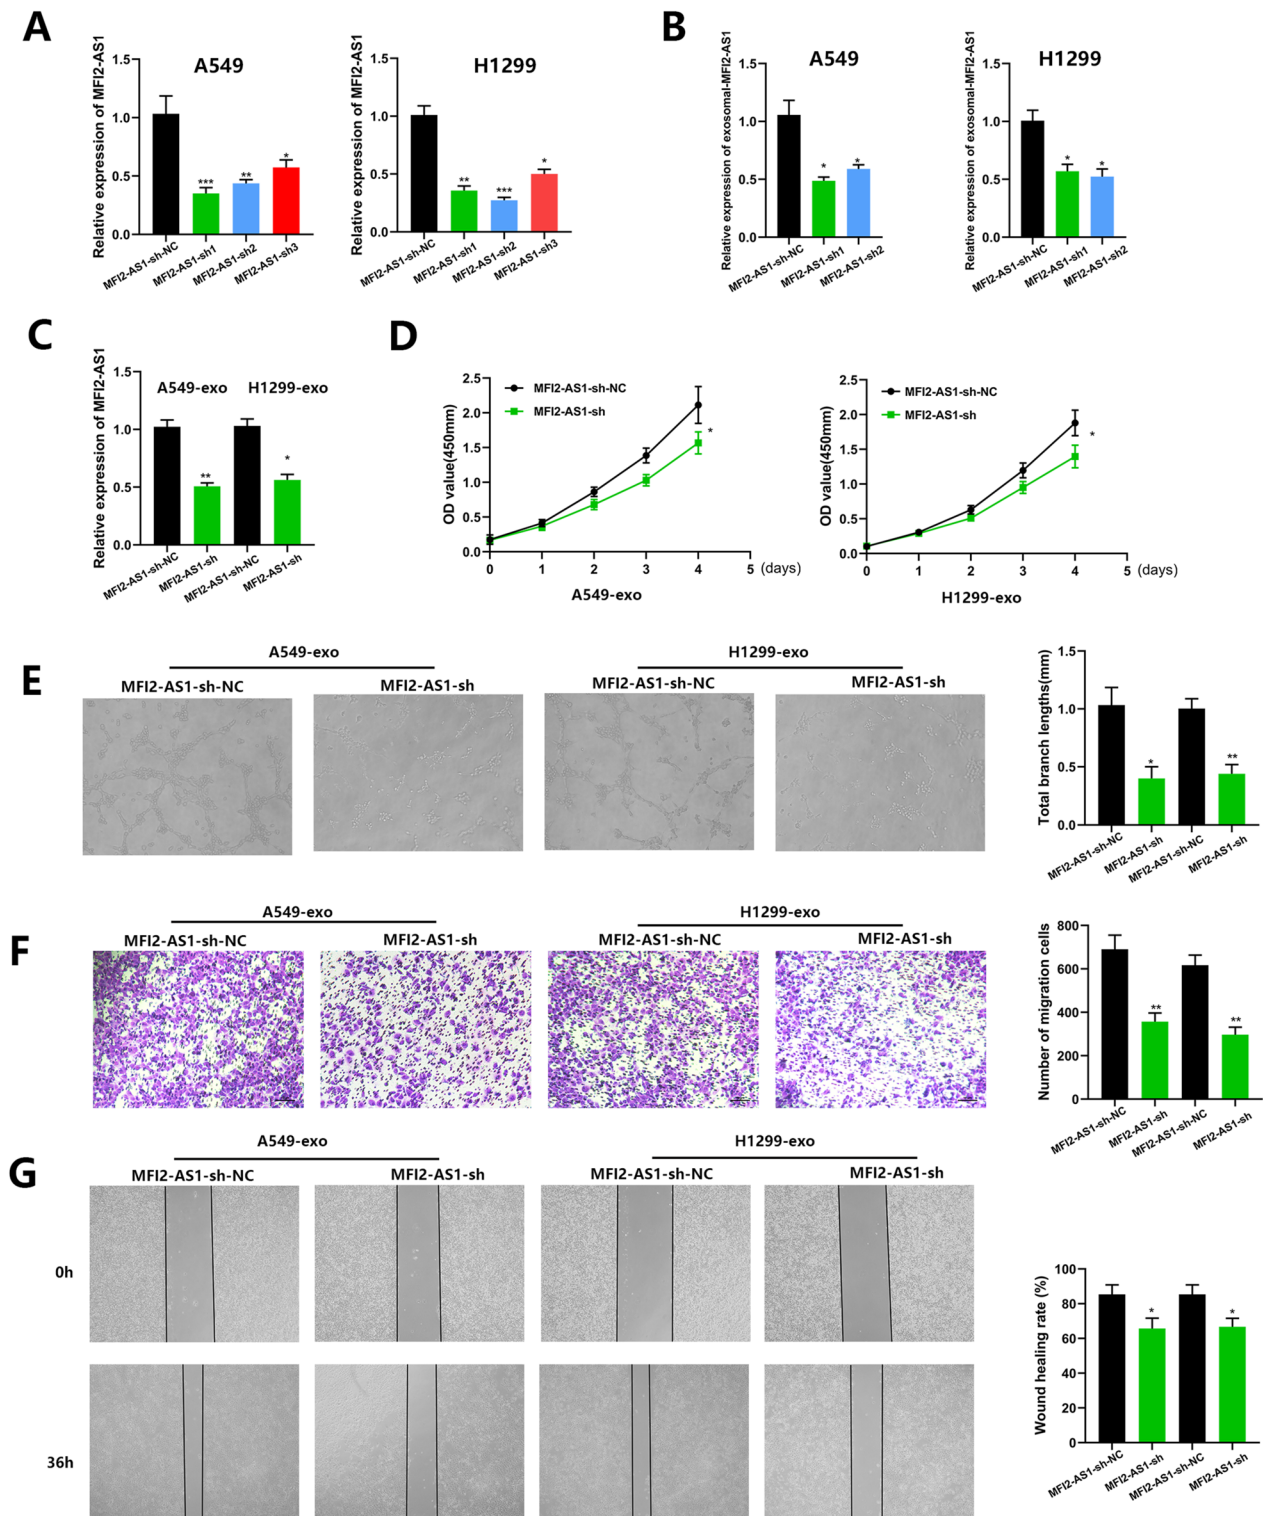 A
A549
Relative expression of MFI2-AS1
1.5
1.0
0.5
0.0
***
**
*
MFI2-AS1-sh-NC
MFI2-AS1-sh1
MFI2-AS1-sh2
MFI2-AS1-sh3
H1299
Relative expression of MFI2-AS1
1.5
1.0
0.5
0.0
**
***
*
MFI2-AS1-sh-NC
MFI2-AS1-sh1
MFI2-AS1-sh2
MFI2-AS1-sh3
B
A549
Relative expression of exosomal-MFI2-AS1
1.5
1.0
0.5
0.0
*
*
MFI2-AS1-sh-NC
MFI2-AS1-sh1
MFI2-AS1-sh2
H1299
Relative expression of exosomal-MFI2-AS1
1.5
1.0
0.5
0.0
*
*
MFI2-AS1-sh-NC
MFI2-AS1-sh1
MFI2-AS1-sh2
C
Relative expression of MFI2-AS1
A549-exo
H1299-exo
1.5
1.0
0.5
0.0
**
*
MFI2-AS1-sh-NC
MFI2-AS1-sh
MFI2-AS1-sh-NC
MFI2-AS1-sh
D
OD value(450mm)
2.5
2.0
1.5
1.0
0.5
0.0
MFI2-AS1-sh-NC
MFI2-AS1-sh
*
0 1 2 3 4 5 (days)
A549-exo
OD value(450mm)
2.5
2.0
1.5
1.0
0.5
0.0
MFI2-AS1-sh-NC
MFI2-AS1-sh
*
0 1 2 3 4 5 (days)
H1299-exo
E
A549-exo
H1299-exo
MFI2-AS1-sh-NC
MFI2-AS1-sh
MFI2-AS1-sh-NC
MFI2-AS1-sh
Total branch lengths(mm)
1.5
1.0
0.5
0.0
*
**
MFI2-AS1-sh-NC
MFI2-AS1-sh
MFI2-AS1-sh-NC
MFI2-AS1-sh
F
A549-exo
H1299-exo
MFI2-AS1-sh-NC
MFI2-AS1-sh
MFI2-AS1-sh-NC
MFI2-AS1-sh
Number of migration cells
800
600
400
200
0
**
**
MFI2-AS1-sh-NC
MFI2-AS1-sh
MFI2-AS1-sh-NC
MFI2-AS1-sh
G
A549-exo
H1299-exo
MFI2-AS1-sh-NC
MFI2-AS1-sh
MFI2-AS1-sh-NC
MFI2-AS1-sh
0h
36h
Wound healing rate (%)
100
80
60
40
20
0
*
*
MFI2-AS1-sh-NC
MFI2-AS1-sh
MFI2-AS1-sh-NC
MFI2-AS1-sh